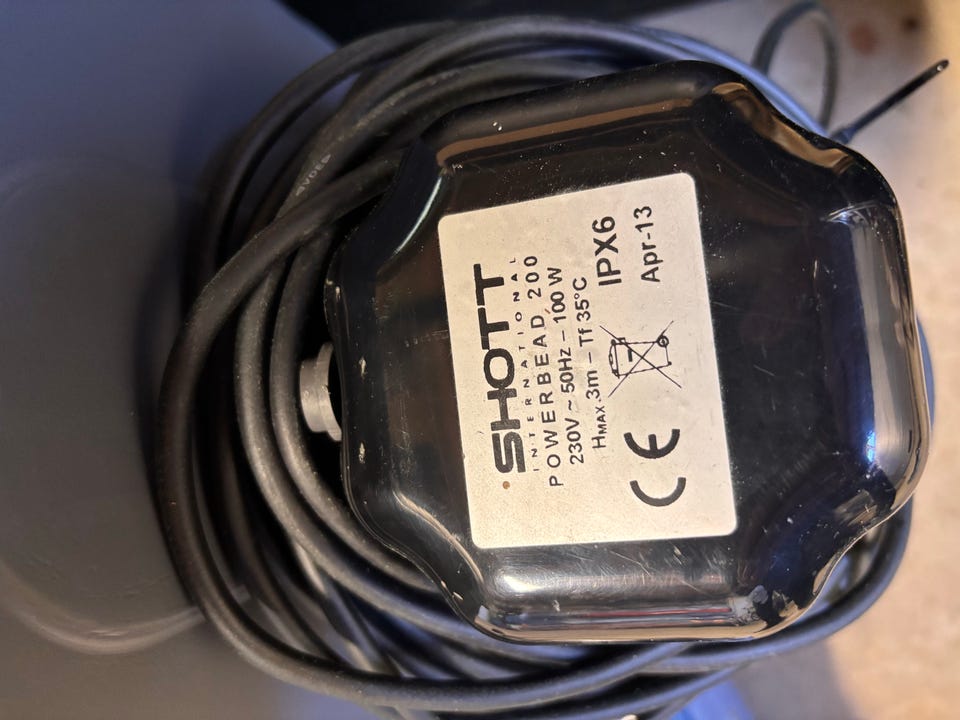 SHOTT
INTERNATIONAL
POWERBEAD 200
230V ~ 50Hz – 100 W
HMAX.3m – Tf 35°C
CE
IPX6
Apr-13